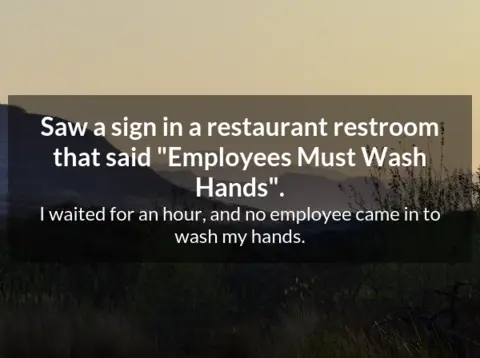 Saw a sign in a restaurant restroom
that said "Employees Must Wash
Hands".
I waited for an hour, and no employee came in to
wash my hands.